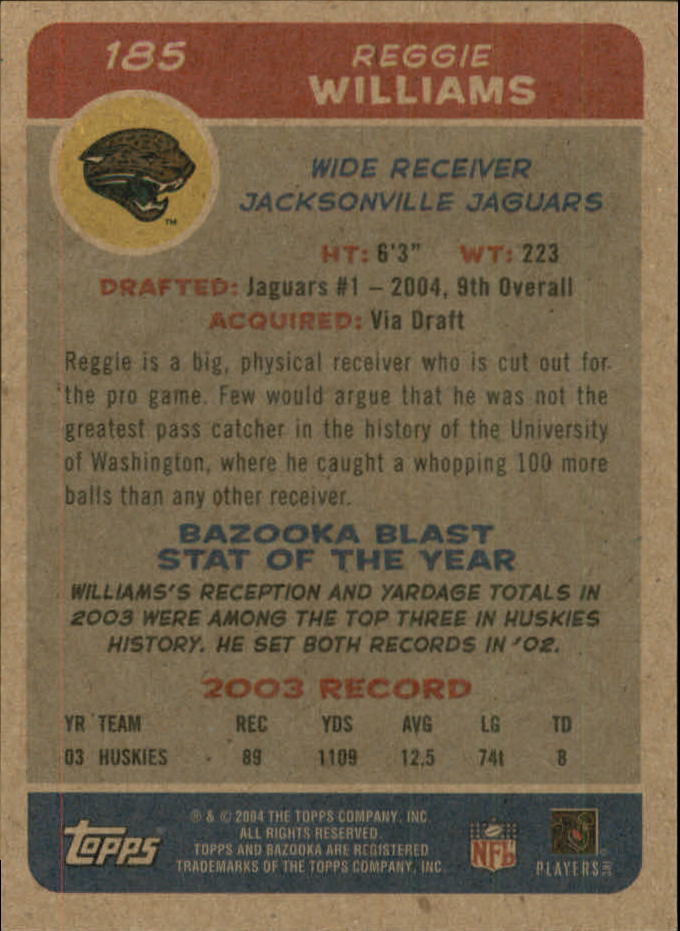 185
REGGIE
WILLIAMS
TM
WIDE RECEIVER
JACKSONVILLE JAGUARS
HT: 6'3" WT: 223
DRAFTED: Jaguars #1 – 2004, 9th Overall
ACQUIRED: Via Draft
Reggie is a big, physical receiver who is cut out for
the pro game. Few would argue that he was not the
greatest pass catcher in the history of the University
of Washington, where he caught a whopping 100 more
balls than any other receiver.
BAZOOKA BLAST
STAT OF THE YEAR
WILLIAMS'S RECEPTION AND YARDAGE TOTALS IN
2003 WERE AMONG THE TOP THREE IN HUSKIES
HISTORY. HE SET BOTH RECORDS IN '02.
2003 RECORD
YR TEAM REC YDS AVG LG TD
03 HUSKIES 89 1109 12.5 74t 8
topps
® & © 2004 THE TOPPS COMPANY, INC.
ALL RIGHTS RESERVED.
TOPPS AND BAZOOKA ARE REGISTERED
TRADEMARKS OF THE TOPPS COMPANY, INC.
NFL
PLAYERS INC